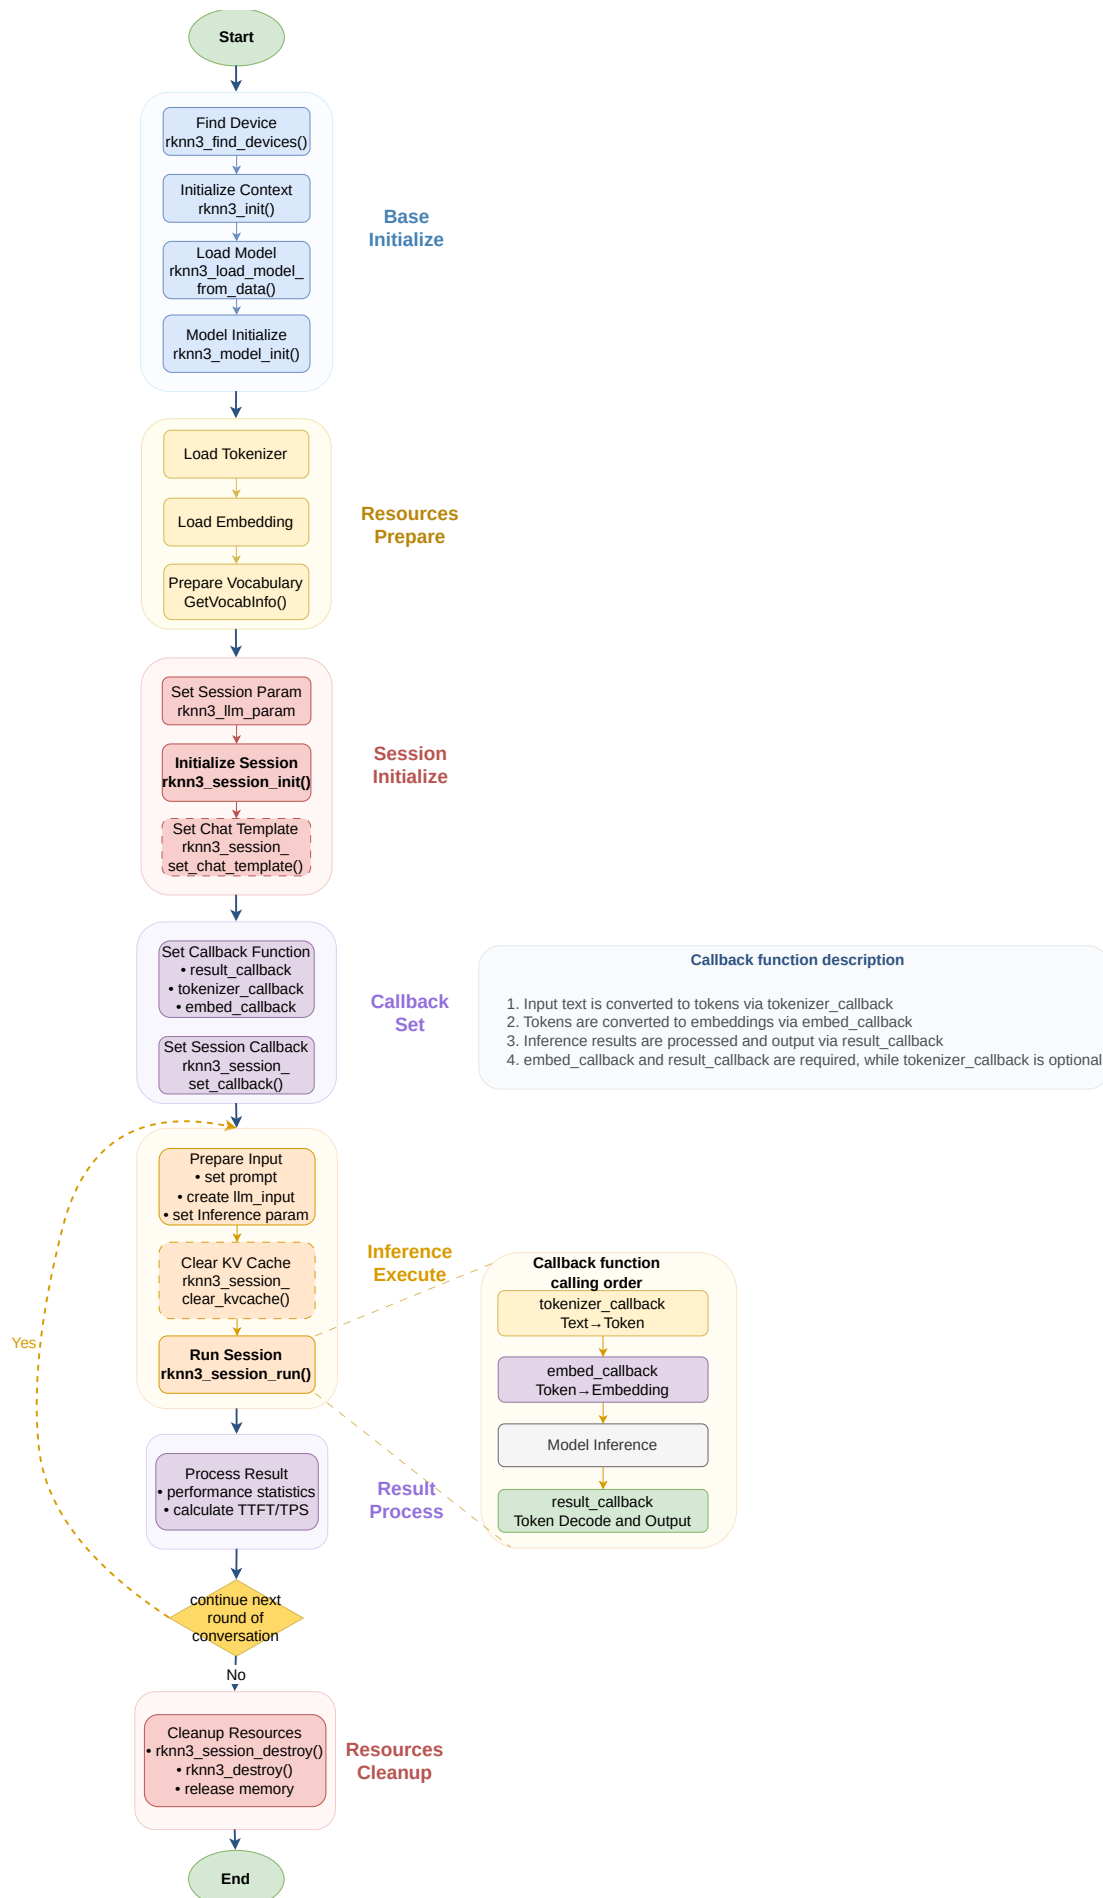 Start
Find Device
rknn3_find_devices()
Initialize Context
rknn3_init()
Load Model
rknn3_load_model_
from_data()
Model Initialize
rknn3_model_init()
Base
Initialize
Load Tokenizer
Load Embedding
Prepare Vocabulary
GetVocabInfo()
Resources
Prepare
Set Session Param
rknn3_llm_param
Initialize Session
rknn3_session_init()
Set Chat Template
rknn3_session_
set_chat_template()
Session
Initialize
Set Callback Function
• result_callback
• tokenizer_callback
• embed_callback
Set Session Callback
rknn3_session_
set_callback()
Callback
Set
Callback function description
1. Input text is converted to tokens via tokenizer_callback
2. Tokens are converted to embeddings via embed_callback
3. Inference results are processed and output via result_callback
4. embed_callback and result_callback are required, while tokenizer_callback is optional
Prepare Input
• set prompt
• create llm_input
• set Inference param
Clear KV Cache
rknn3_session_
clear_kvcache()
Run Session
rknn3_session_run()
Inference
Execute
Callback function
calling order
tokenizer_callback
Text→Token
embed_callback
Token→Embedding
Model Inference
result_callback
Token Decode and Output
Yes
Process Result
• performance statistics
• calculate TTFT/TPS
Result
Process
continue next
round of
conversation
No
Cleanup Resources
• rknn3_session_destroy()
• rknn3_destroy()
• release memory
Resources
Cleanup
End